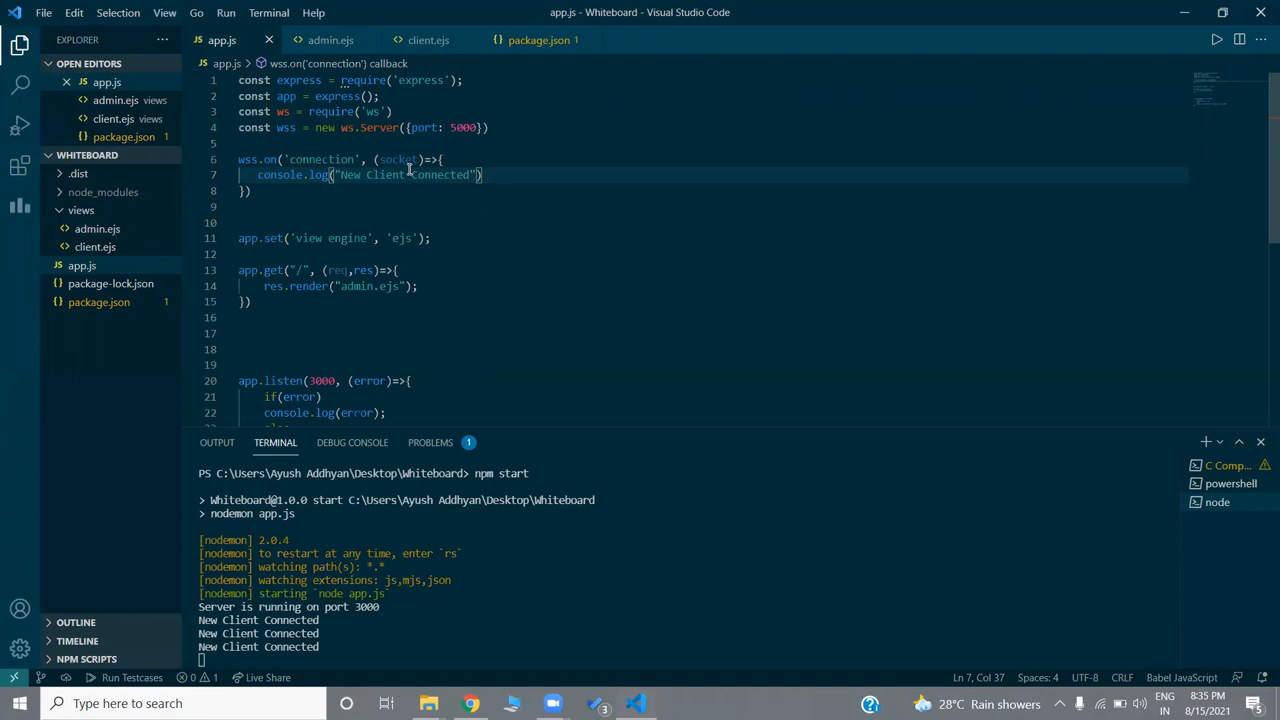 File Edit Selection View Go Run Terminal Help app.js - Whiteboard - Visual Studio Code
EXPLORER
OPEN EDITORS
app.js
admin.ejs views
client.ejs views
package.json 1
WHITEBOARD
.dist
node_modules
views
admin.ejs
client.ejs
app.js
package-lock.json
package.json 1
OUTLINE
TIMELINE
NPM SCRIPTS
app.js admin.ejs client.ejs package.json 1
app.js > wss.on('connection') callback
1 const express = require('express');
2 const app = express();
3 const ws = require('ws')
4 const wss = new ws.Server({port: 5000})
5
6 wss.on('connection', (socket)=>{
7 console.log("New Client Connected")
8 })
9
10
11 app.set('view engine', 'ejs');
12
13 app.get("/", (req,res)=>{
14 res.render("admin.ejs");
15 })
16
17
18
19
20 app.listen(3000, (error)=>{
21 if(error)
22 console.log(error);
OUTPUT TERMINAL DEBUG CONSOLE PROBLEMS 1
PS C:\Users\Ayush Addhyan\Desktop\Whiteboard> npm start
> Whiteboard@1.0.0 start C:\Users\Ayush Addhyan\Desktop\Whiteboard
> nodemon app.js
[nodemon] 2.0.4
[nodemon] to restart at any time, enter `rs`
[nodemon] watching path(s): *.*
[nodemon] watching extensions: js,mjs,json
[nodemon] starting `node app.js`
Server is running on port 3000
New Client Connected
New Client Connected
New Client Connected
C Comp...
powershell
node
0 1 Run Testcases Live Share Ln 7, Col 37 Spaces: 4 UTF-8 CRLF Babel JavaScript
Type here to search 3 28°C Rain showers ENG IN 8:35 PM 8/15/2021 5